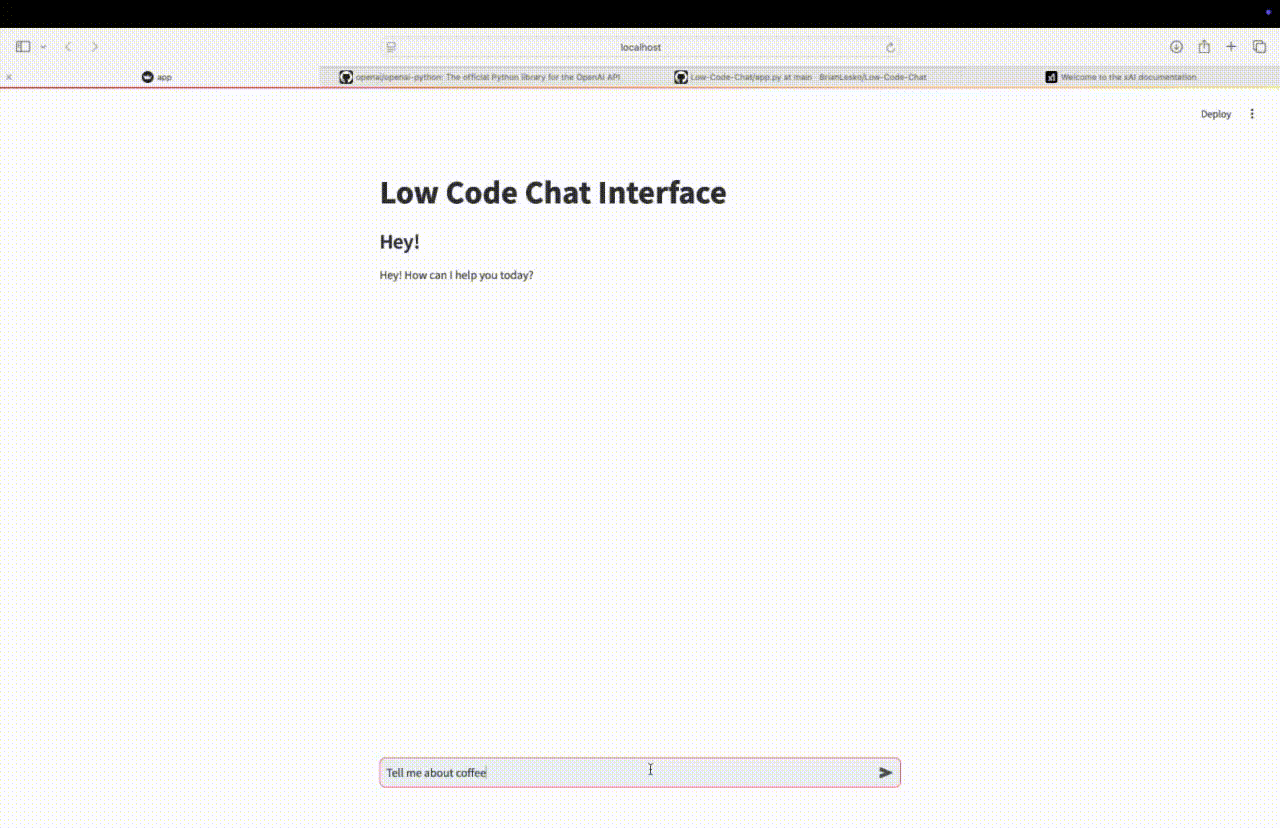 localhost
app
openai/openai-python: The official Python library for the OpenAI API
Low-Code-Chat/app.py at main · BrianLesko/Low-Code-Chat
Welcome to the xAI documentation
Deploy
Low Code Chat Interface
Hey!
Hey! How can I help you today?
Tell me about coffee